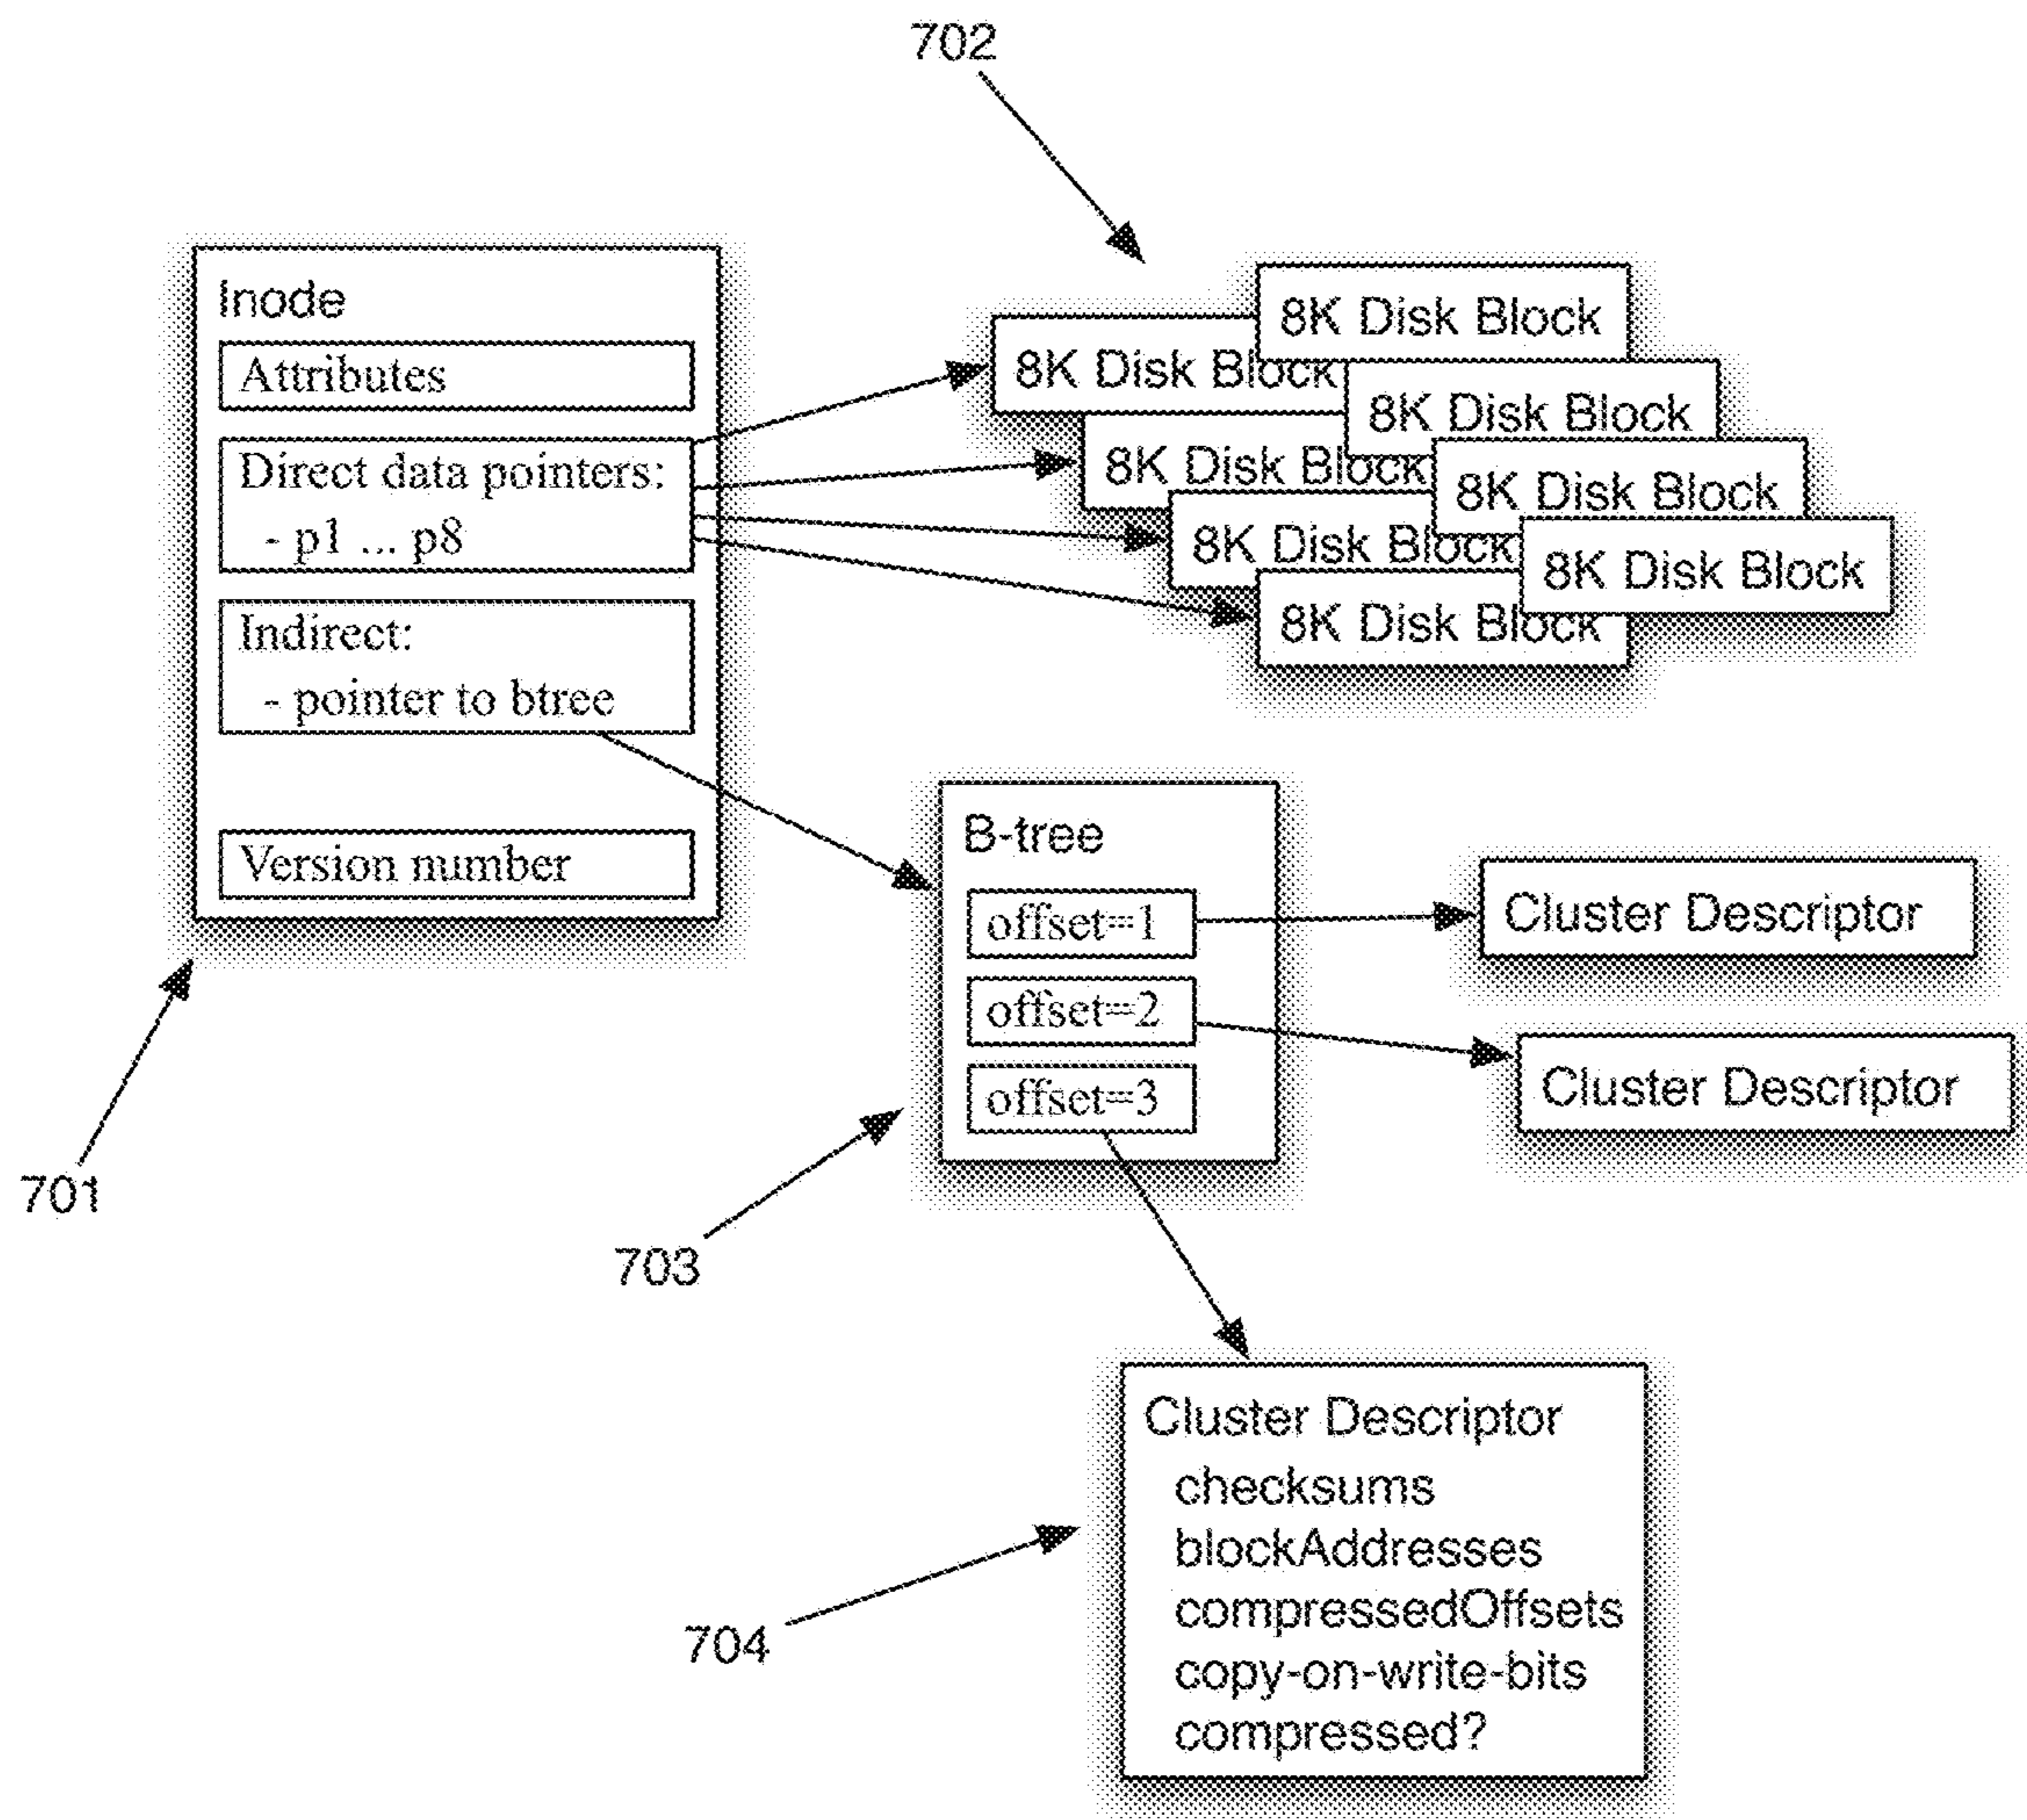 702
Inode
Attributes
Direct data pointers:
- p1 ... p8
Indirect:
- pointer to btree
Version number
701
8K Disk Block
8K Disk Block
8K Disk Block
8K Disk Block
8K Disk Block
8K Disk Block
8K Disk Block
8K Disk Block
B-tree
offset=1
offset=2
offset=3
703
Cluster Descriptor
Cluster Descriptor
Cluster Descriptor
checksums
blockAddresses
compressedOffsets
copy-on-write-bits
compressed?
704